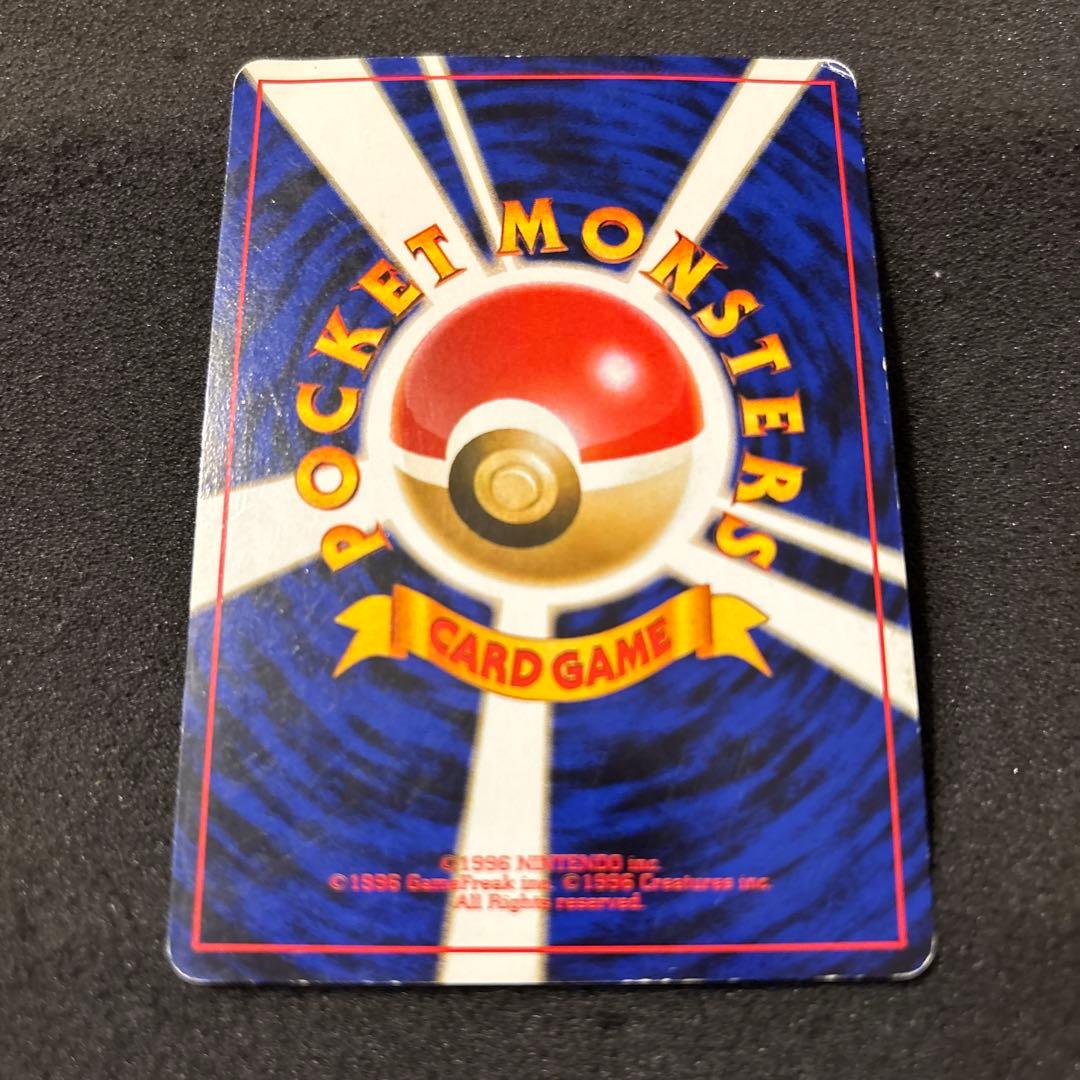 POCKET MONSTERS
CARD GAME
©1996 NINTENDO inc.
©1996 GameFreak inc. ©1996 Creatures inc.
All Rights reserved.